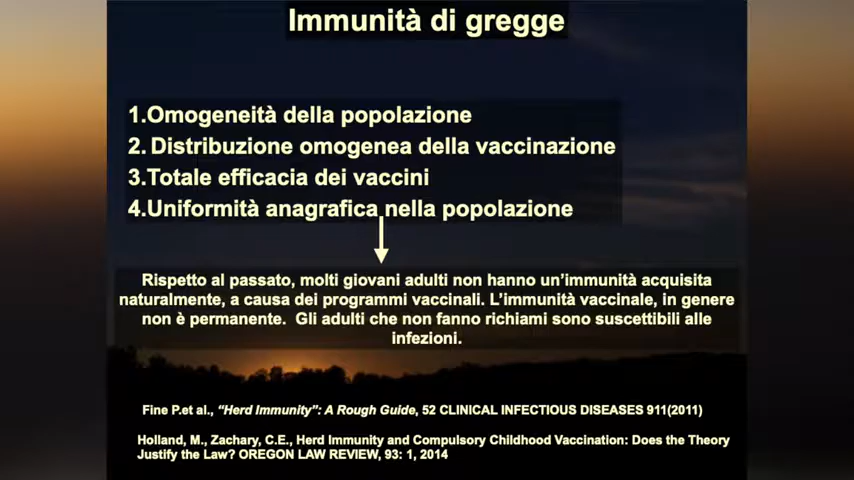 Immunità di gregge
1.Omogeneità della popolazione
2. Distribuzione omogenea della vaccinazione
3.Totale efficacia dei vaccini
4.Uniformità anagrafica nella popolazione
Rispetto al passato, molti giovani adulti non hanno un'immunità acquisita
naturalmente, a causa dei programmi vaccinali. L'immunità vaccinale, in genere
non è permanente. Gli adulti che non fanno richiami sono suscettibili alle
infezioni.
Fine P.et al., “Herd Immunity”: A Rough Guide, 52 CLINICAL INFECTIOUS DISEASES 911(2011)
Holland, M., Zachary, C.E., Herd Immunity and Compulsory Childhood Vaccination: Does the Theory
Justify the Law? OREGON LAW REVIEW, 93: 1, 2014